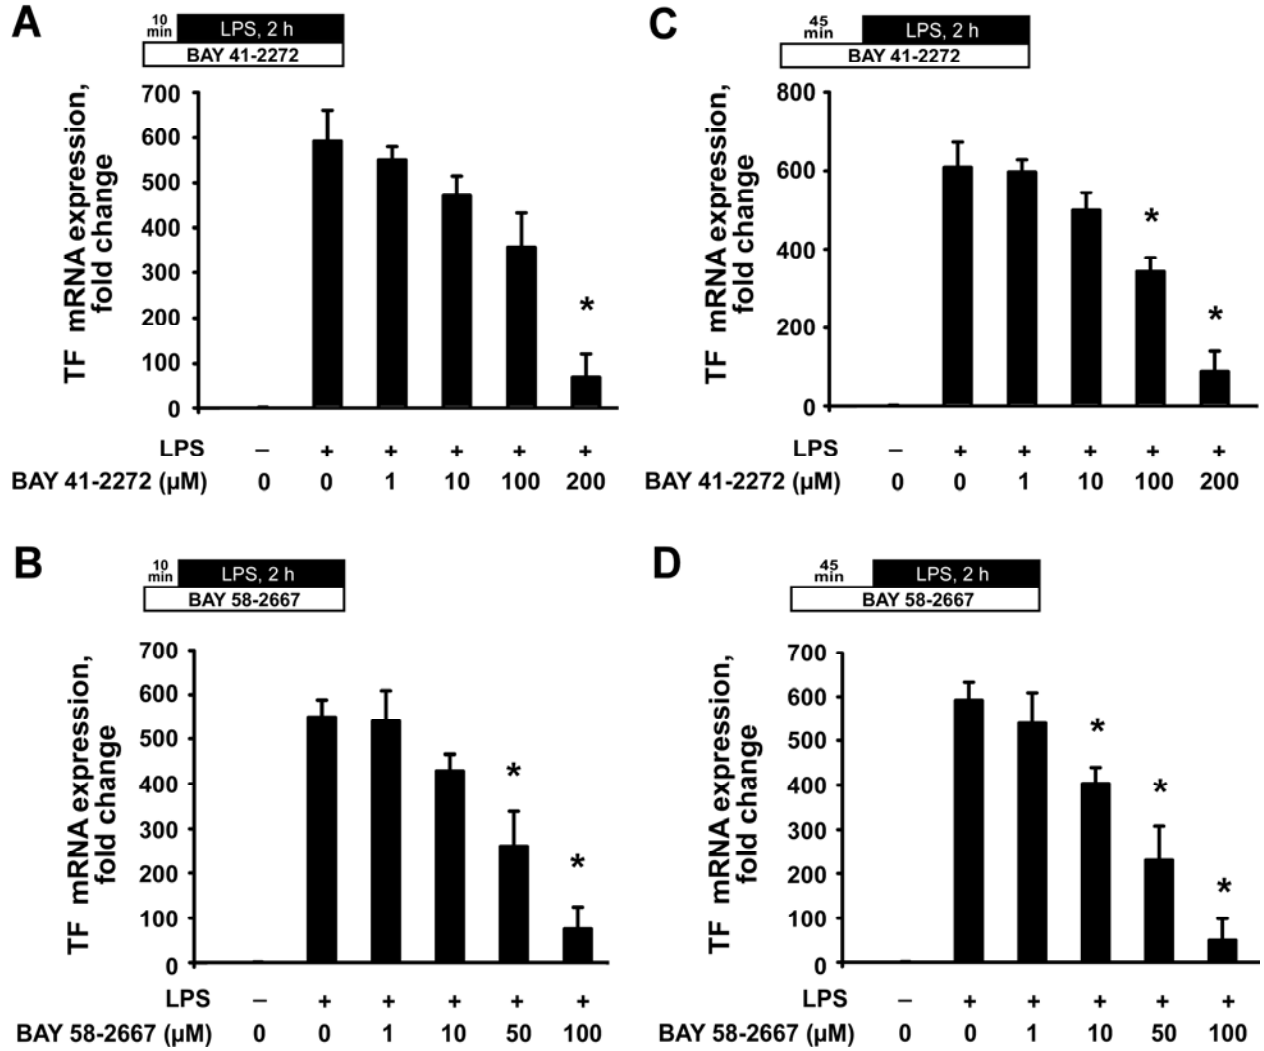 A
10
min
LPS, 2 h
BAY 41-2272
TF mRNA expression,
fold change
700
600
500
400
300
200
100
0
*
LPS – + + + + +
BAY 41-2272 (µM) 0 0 1 10 100 200
C
45
min
LPS, 2 h
BAY 41-2272
TF mRNA expression,
fold change
800
600
400
200
0
*
*
LPS – + + + + +
BAY 41-2272 (µM) 0 0 1 10 100 200
B
10
min
LPS, 2 h
BAY 58-2667
TF mRNA expression,
fold change
700
600
500
400
300
200
100
0
*
*
LPS – + + + + +
BAY 58-2667 (µM) 0 0 1 10 50 100
D
45
min
LPS, 2 h
BAY 58-2667
TF mRNA expression,
fold change
700
600
500
400
300
200
100
0
*
*
*
LPS – + + + + +
BAY 58-2667 (µM) 0 0 1 10 50 100